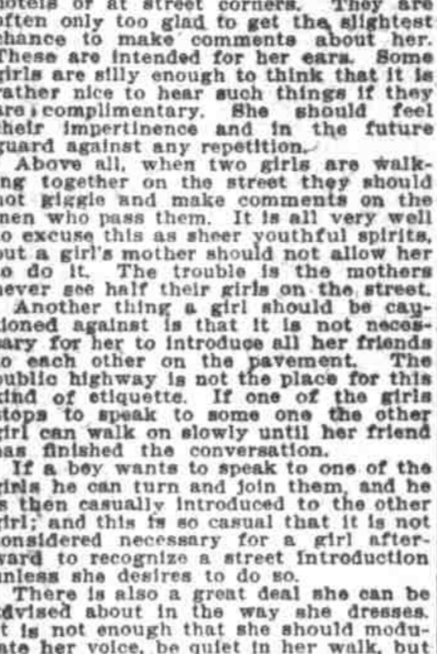 hotels or at street corners. They are
often only too glad to get the slightest
chance to make comments about her.
These are intended for her ears. Some
girls are silly enough to think that it is
rather nice to hear such things if they
are complimentary. She should feel
their impertinence and in the future
guard against any repetition.
Above all, when two girls are walk-
ing together on the street they should
not giggle and make comments on the
men who pass them. It is all very well
to excuse this as sheer youthful spirits,
but a girl's mother should not allow her
to do it. The trouble is the mothers
never see half their girls on the street.
Another thing a girl should be cau-
tioned against is that it is not neces-
sary for her to introduce all her friends
to each other on the pavement. The
public highway is not the place for this
kind of etiquette. If one of the girls
stops to speak to some one the other
girl can walk on slowly until her friend
has finished the conversation.
If a boy wants to speak to one of the
girls he can turn and join them, and he
is then casually introduced to the other
girl; and this is so casual that it is not
considered necessary for a girl after-
ward to recognize a street introduction
unless she desires to do so.
There is also a great deal she can be
advised about in the way she dresses.
It is not enough that she should modu-
late her voice, be quiet in her walk, but